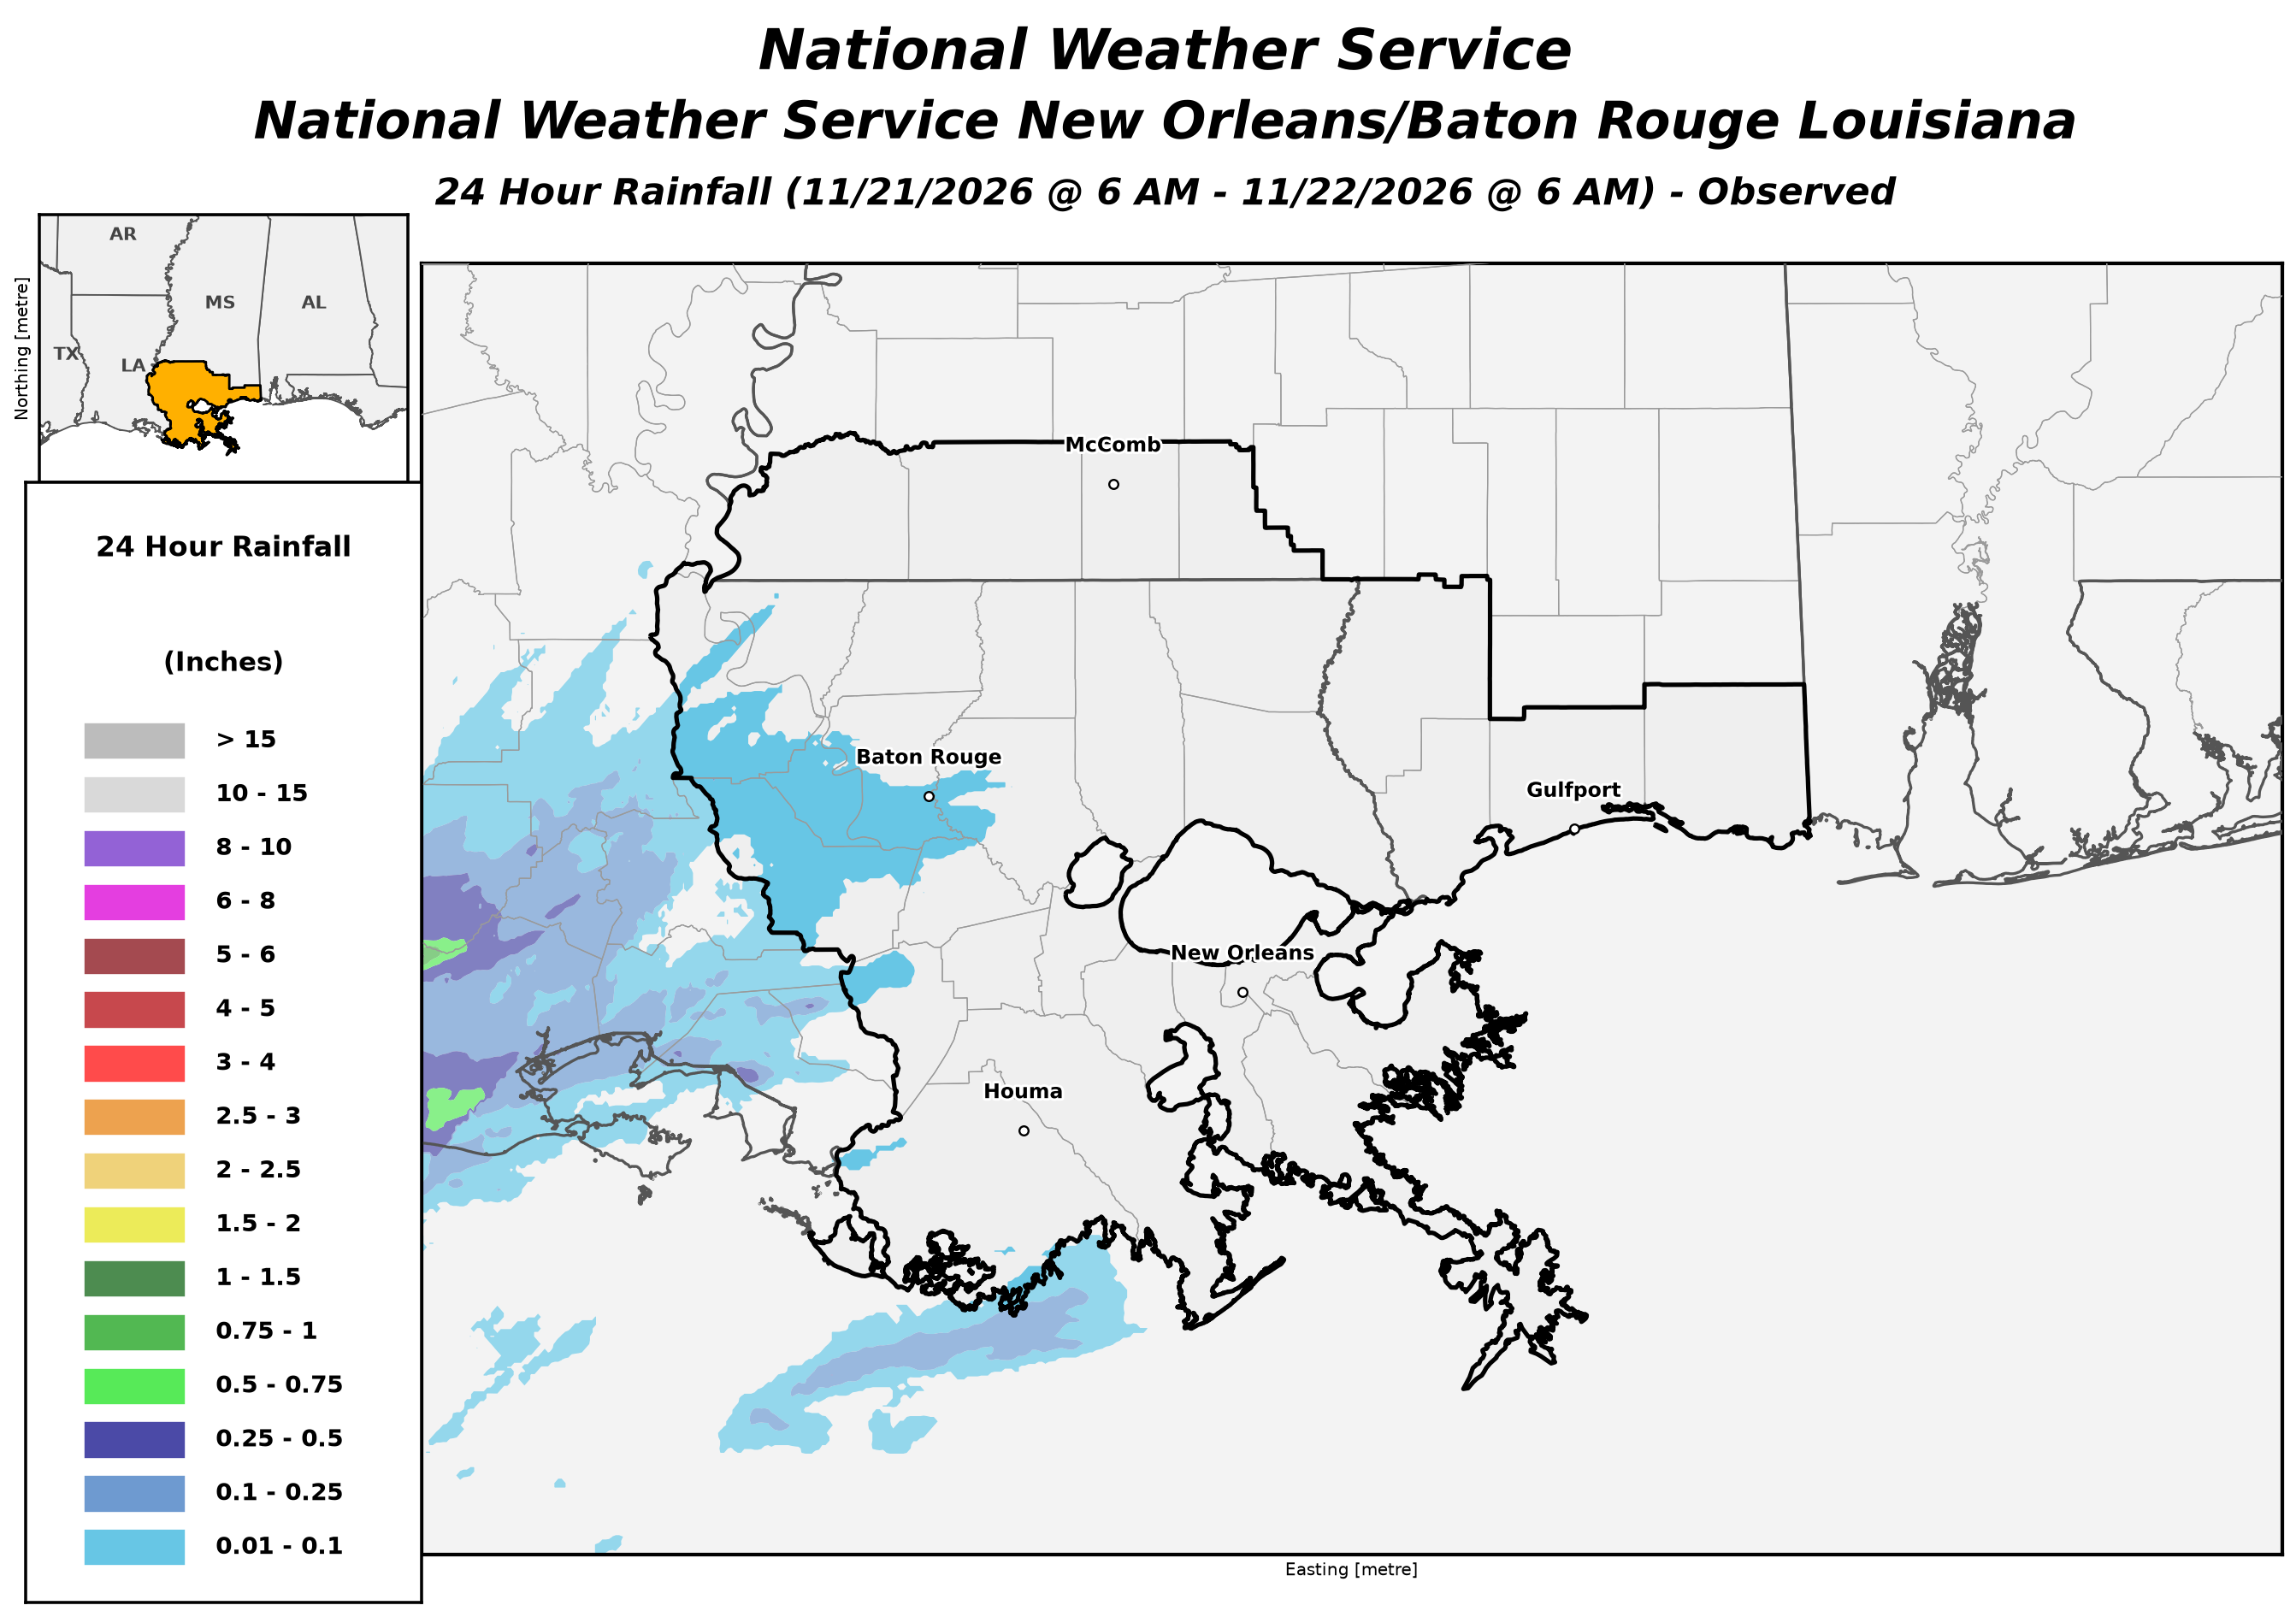 National Weather Service
National Weather Service New Orleans/Baton Rouge Louisiana
24 Hour Rainfall (11/21/2026 @ 6 AM - 11/22/2026 @ 6 AM) - Observed
AR
MS
AL
TX
LA
Northing [metre]
24 Hour Rainfall
(Inches)
> 15
10 - 15
8 - 10
6 - 8
5 - 6
4 - 5
3 - 4
2.5 - 3
2 - 2.5
1.5 - 2
1 - 1.5
0.75 - 1
0.5 - 0.75
0.25 - 0.5
0.1 - 0.25
0.01 - 0.1
McComb
Baton Rouge
Gulfport
New Orleans
Houma
Easting [metre]